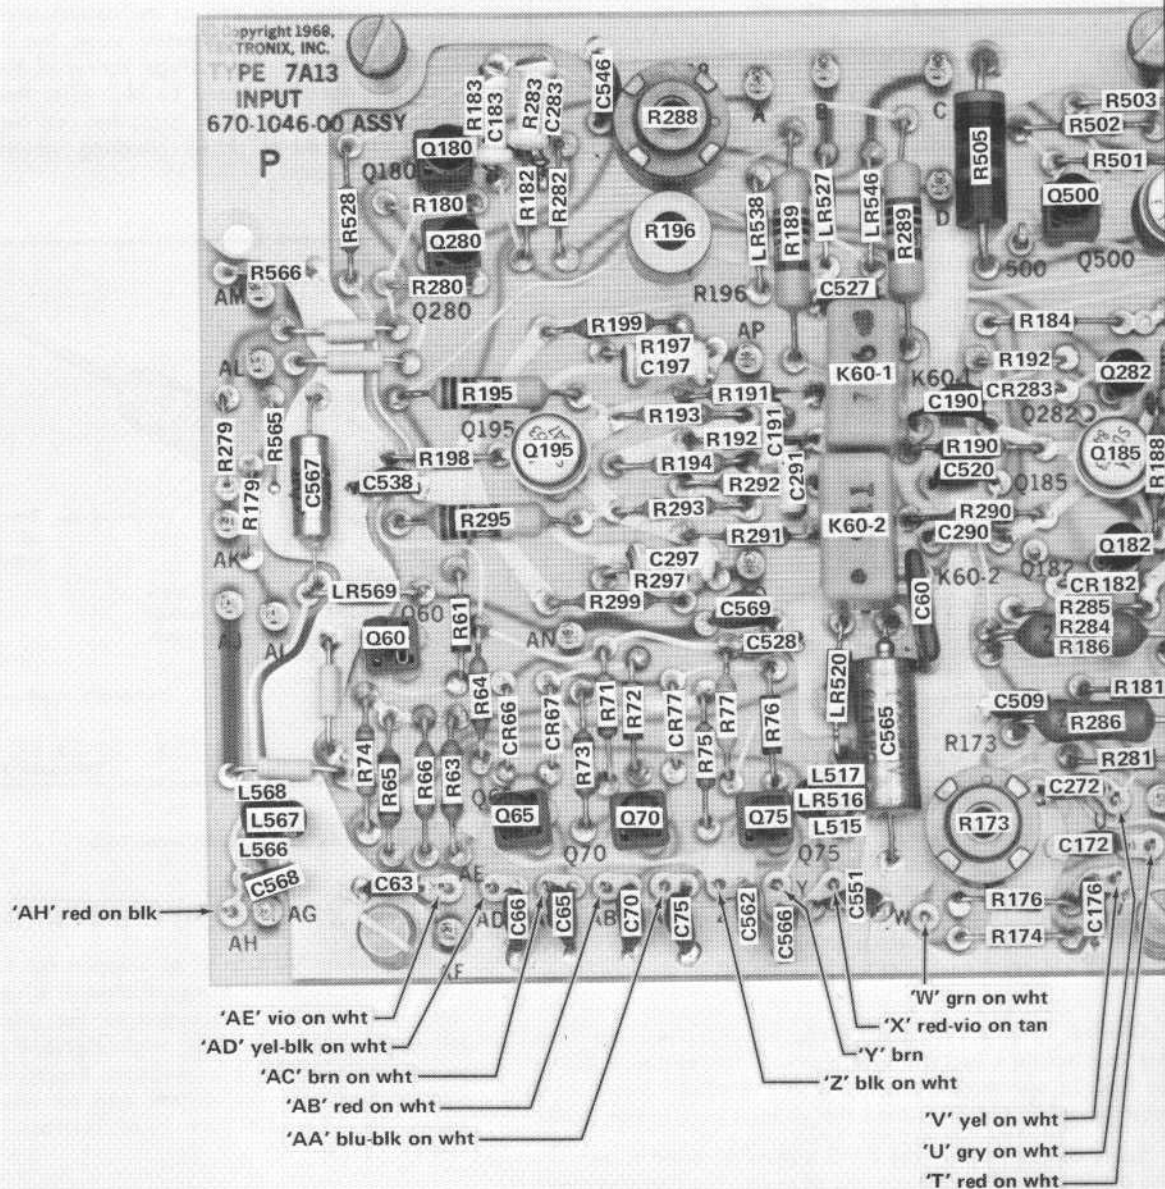 Copyright 1968,
TEKTRONIX, INC.
TYPE 7A13
INPUT
670-1046-00 ASSY
P
R183
C183
R283
C283
C546
R288
A
B
C
R505
R503
R502
R501
Q180
Q180
R528
R180
R182
R282
LR538
R189
LR527
LR546
R289
D
Q500
Q280
R196
500
Q500
R566
AM
R280
Q280
R196
C527
R199
AP
R184
R197
C197
AL
K60-1
K60-1
R192
CR283
Q282
R195
R191
C190
Q282
R279
R565
Q195
Q195
R193
R192
C191
R190
Q185
R188
R179
C567
R198
C538
R194
R292
C291
C520
Q185
R295
R293
R291
K60-2
R290
C290
Q182
AK
C297
R297
K60-2
Q182
CR182
LR569
Q60
R61
R299
C569
C60
R285
R284
R186
AJ
Q60
AN
C528
R64
CR66
CR67
R71
R72
CR77
R77
R76
LR520
C565
C509
R181
R286
R74
R65
R66
R63
R73
R75
R173
R281
L568
L567
L566
C568
Q65
Q70
Q75
L517
LR516
L515
R173
C272
U
C172
Q70
Q75
AE
C63
AD
C66
C65
AB
C70
C75
C562
C566
Y
C551
W
R176
C176
R174
AG
AH
AF
'AH' red on blk
'AE' vio on wht
'AD' yel-blk on wht
'AC' brn on wht
'AB' red on wht
'AA' blu-blk on wht
'W' grn on wht
'X' red-vio on tan
'Y' brn
'Z' blk on wht
'V' yel on wht
'U' gry on wht
'T' red on wht